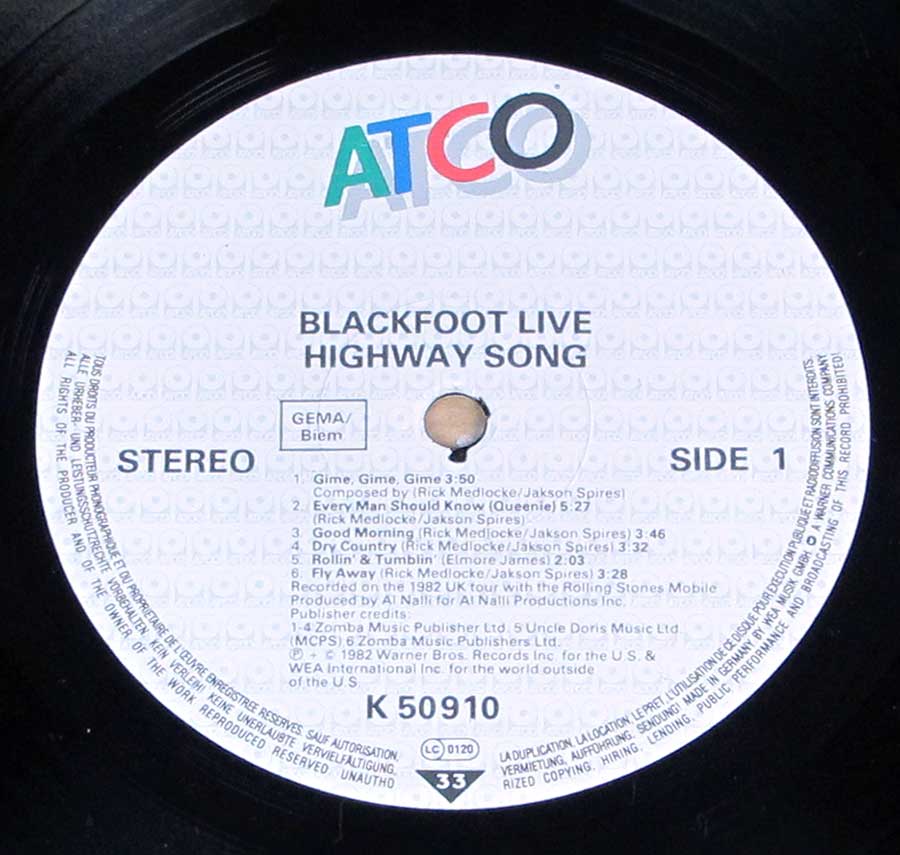 ATCO
BLACKFOOT LIVE
HIGHWAY SONG
GEMA/
Biem
STEREO
SIDE 1
1. Gime, Gime, Gime 3:50
Composed by (Rick Medlocke/Jakson Spires)
2. Every Man Should Know (Queenie) 5:27
(Rick Medlocke/Jakson Spires)
3. Good Morning (Rick Medlocke/Jakson Spires) 3:46
4. Dry Country (Rick Medlocke/Jakson Spires) 3:32
5. Rollin' & Tumblin' (Elmore James) 2:03
6. Fly Away (Rick Medlocke/Jakson Spires) 3:28
Recorded on the 1982 UK tour with the Rolling Stones Mobile
Produced by Al Nalli for Al Nalli Productions Inc.
Publisher credits:
1-4 Zomba Music Publisher Ltd. 5 Uncle Doris Music Ltd.
(MCPS) 6 Zomba Music Publishers Ltd.
Ⓟ + © 1982 Warner Bros. Records Inc. for the U.S. &
WEA International Inc. for the world outside
of the U.S.
K 50910
LC 0120
33
TOUS DROITS DU PRODUCTEUR PHONOGRAPHIQUE ET DU PROPRIETAIRE DE L'ŒUVRE ENREGISTREE RESERVES. SAUF AUTORISATION,
LA DUPLICATION, LA LOCATION, LE PRET, L'UTILISATION DE CE DISQUE POUR EXECUTION PUBLIQUE ET RADIODIFFUSION SONT INTERDITS.
ALLE URHEBER- UND LEISTUNGSSCHUTZRECHTE VORBEHALTEN. KEIN VERLEIH! KEINE UNERLAUBTE VERVIELFÄLTIGUNG,
VERMIETUNG, AUFFÜHRUNG, SENDUNG! MADE IN GERMANY BY WEA MUSIK GMBH. A WARNER COMMUNICATIONS COMPANY
ALL RIGHTS OF THE PRODUCER AND OF THE OWNER OF THE WORK REPRODUCED RESERVED. UNAUTHO
RIZED COPYING, HIRING, LENDING, PUBLIC PERFORMANCE AND BROADCASTING OF THIS RECORD PROHIBITED!